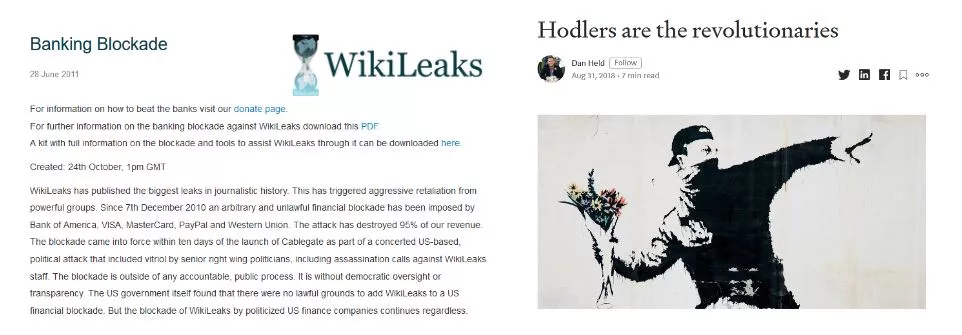 Banking Blockade
28 June 2011
WikiLeaks
For information on how to beat the banks visit our donate page.
For further information on the banking blockade against WikiLeaks download this PDF
A kit with full information on the blockade and tools to assist WikiLeaks through it can be downloaded here.
Created: 24th October, 1pm GMT
WikiLeaks has published the biggest leaks in journalistic history. This has triggered aggressive retaliation from
powerful groups. Since 7th December 2010 an arbitrary and unlawful financial blockade has been imposed by
Bank of America, VISA, MasterCard, PayPal and Western Union. The attack has destroyed 95% of our revenue.
The blockade came into force within ten days of the launch of Cablegate as part of a concerted US-based,
political attack that included vitriol by senior right wing politicians, including assassination calls against WikiLeaks
staff. The blockade is outside of any accountable, public process. It is without democratic oversight or
transparency. The US government itself found that there were no lawful grounds to add WikiLeaks to a US
financial blockade. But the blockade of WikiLeaks by politicized US finance companies continues regardless.
Hodlers are the revolutionaries
Dan Held Follow
Aug 31, 2018 · 7 min read